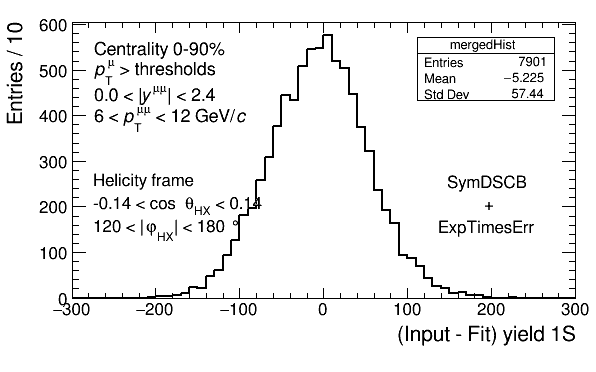 Entries / 10
600
500
400
300
200
100
0
Centrality 0-90%
p_T^μ > thresholds
0.0 < |y^μμ| < 2.4
6 < p_T^μμ < 12 GeV/c
Helicity frame
-0.14 < cos θ_HX < 0.14
120 < |φ_HX| < 180 °
mergedHist
Entries 7901
Mean −5.225
Std Dev 57.44
SymDSCB
+
ExpTimesErr
−300 −200 −100 0 100 200 300
(Input - Fit) yield 1S